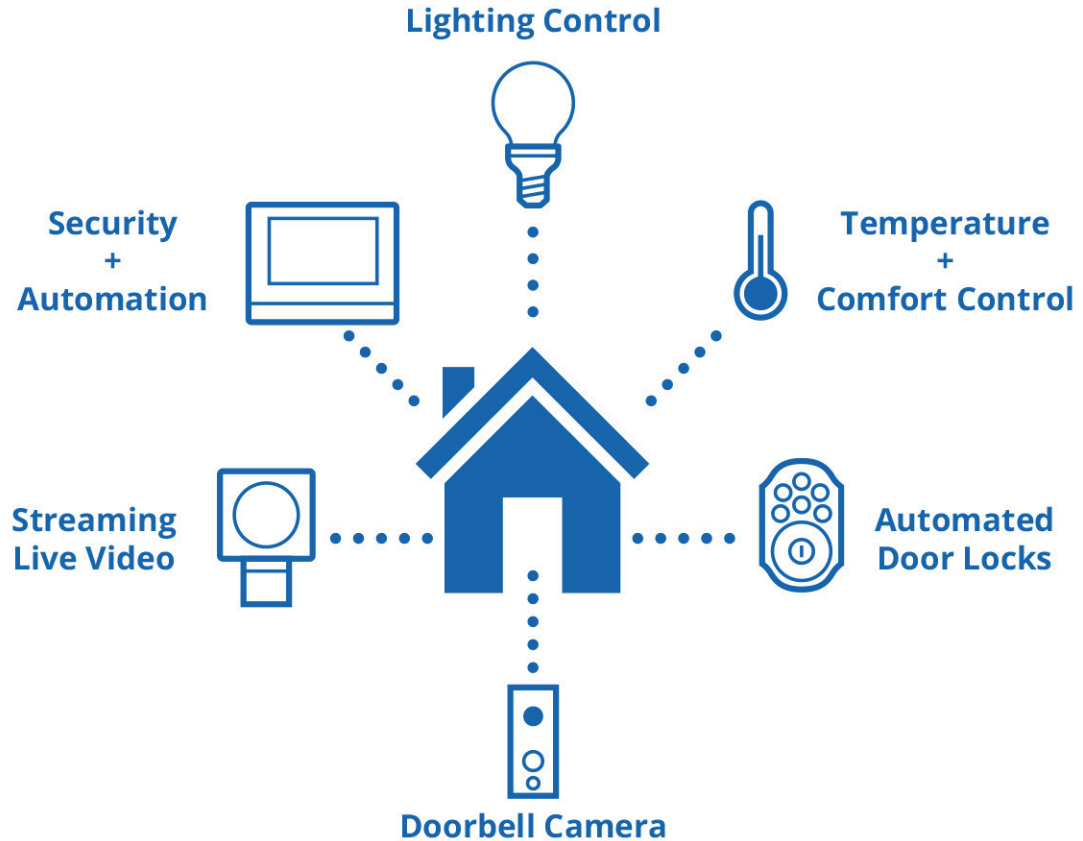 Lighting Control
Security
+
Automation
Temperature
+
Comfort Control
Streaming
Live Video
Automated
Door Locks
Doorbell Camera